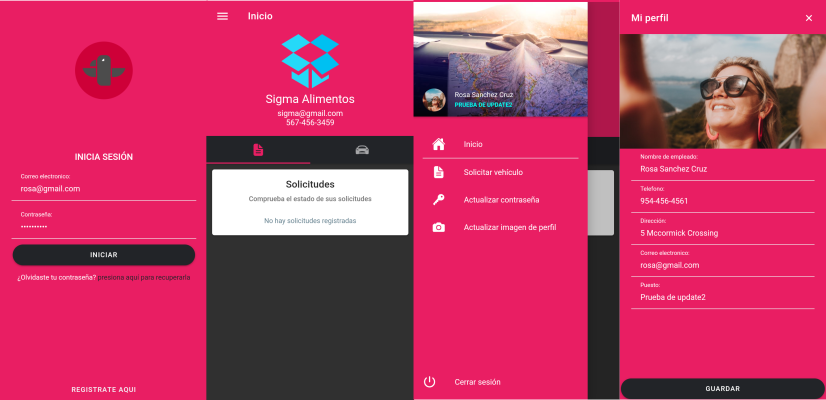 INICIA SESIÓN
Correo electronico:
rosa@gmail.com
Contraseña:
INICIAR
¿Olvidaste tu contraseña? presiona aquí para recuperarla
REGISTRATE AQUI
Inicio
Sigma Alimentos
sigma@gmail.com
567-456-3459
Solicitudes
Comprueba el estado de sus solicitudes
No hay solicitudes registradas
Rosa Sanchez Cruz
PRUEBA DE UPDATE2
Inicio
Solicitar vehículo
Actualizar contraseña
Actualizar imagen de perfil
Cerrar sesión
Mi perfil
Nombre de empleado:
Rosa Sanchez Cruz
Telefono:
954-456-4561
Dirección:
5 Mccormick Crossing
Correo electronico:
rosa@gmail.com
Puesto:
Prueba de update2
GUARDAR